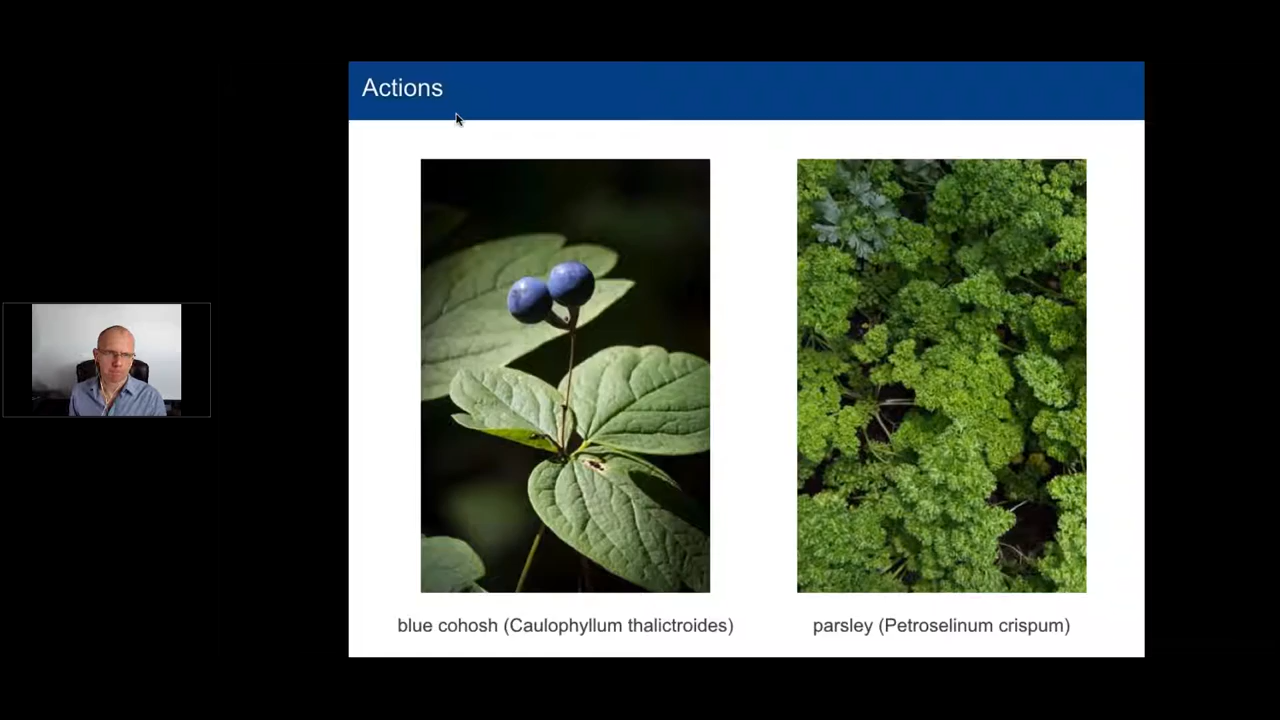 Actions
blue cohosh (Caulophyllum thalictroides)
parsley (Petroselinum crispum)